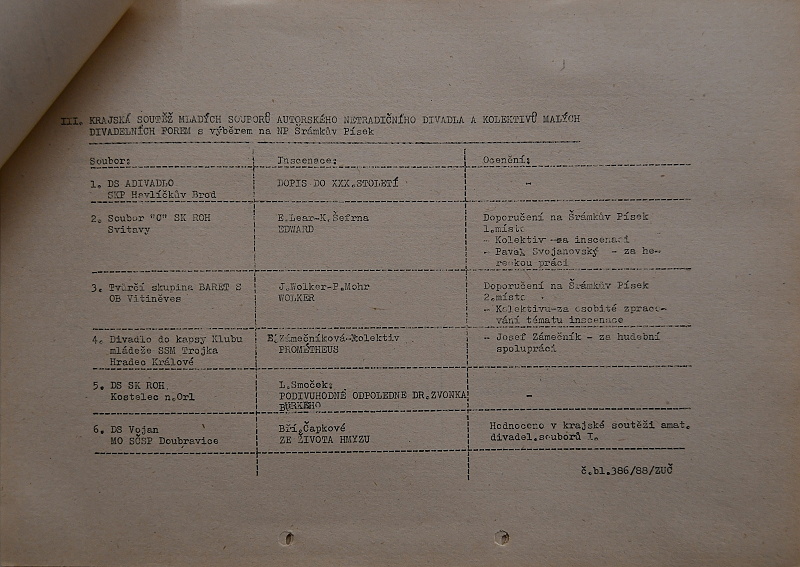 III. KRAJSKÁ SOUTĚŽ MLADÝCH SOUBORŮ AUTORSKÉHO NETRADIČNÍHO DIVADLA A KOLEKTIVŮ MALÝCH
DIVADELNÍCH FOREM s výběrem na NP Šrámkův Písek
Soubor: Inscenace: Ocenění:
1. DS ADIVADLO DOPIS DO XXX.STOLETÍ -
SKP Havlíčkův Brod
2. Soubor "C" SK ROH E.Lear-K.Šefrna Doporučení na Šrámkův Písek
Svitavy EDWARD 1.místo
- Kolektiv -za inscenaci
- Pavel Svojanovský - za he-
reckou práci
3. Tvůrčí skupina BARET S J.Wolker-P.Mohr Doporučení na Šrámkův Písek
OB Vitiněves WOLKER 2.místo
- Kolektivu-za osobité zpraco-
vání tématu inscenace
4. Divadlo do kapsy Klubu E.Zámečníková-Kolektiv - Josef Zámečník - za hudební
mládeže SSM Trojka PROMÉTHEUS spolupráci
Hradec Králové
5. DS SK ROH. L.Smoček:
Kostelec n.Orl PODIVUHODNÉ ODPOLEDNE DR.ZVONKA -
BURKEHO
6. DS Vojan Bří.Čapkové Hodnoceno v krajské soutěži amat.
MO SČSP Doubravice ZE ŽIVOTA HMYZU divadel.souborů I.
č.bl.386/88/ZUČ